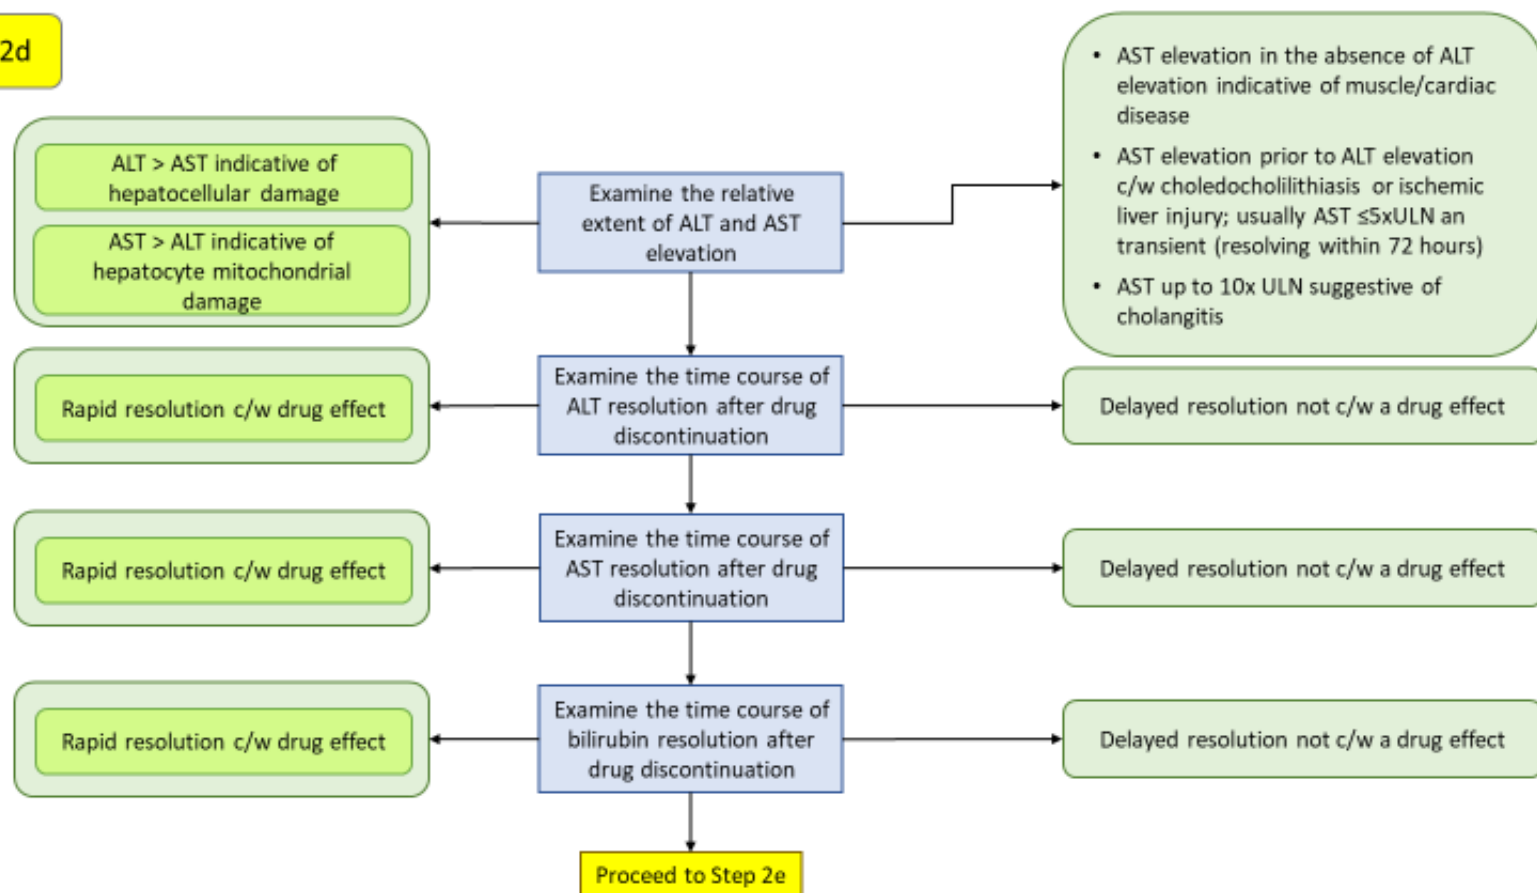 2d
ALT > AST indicative of
hepatocellular damage
AST > ALT indicative of
hepatocyte mitochondrial
damage
Examine the relative
extent of ALT and AST
elevation
• AST elevation in the absence of ALT
elevation indicative of muscle/cardiac
disease
• AST elevation prior to ALT elevation
c/w choledocholilithiasis or ischemic
liver injury; usually AST ≤5xULN an
transient (resolving within 72 hours)
• AST up to 10x ULN suggestive of
cholangitis
Rapid resolution c/w drug effect
Examine the time course of
ALT resolution after drug
discontinuation
Delayed resolution not c/w a drug effect
Rapid resolution c/w drug effect
Examine the time course of
AST resolution after drug
discontinuation
Delayed resolution not c/w a drug effect
Rapid resolution c/w drug effect
Examine the time course of
bilirubin resolution after
drug discontinuation
Delayed resolution not c/w a drug effect
Proceed to Step 2e